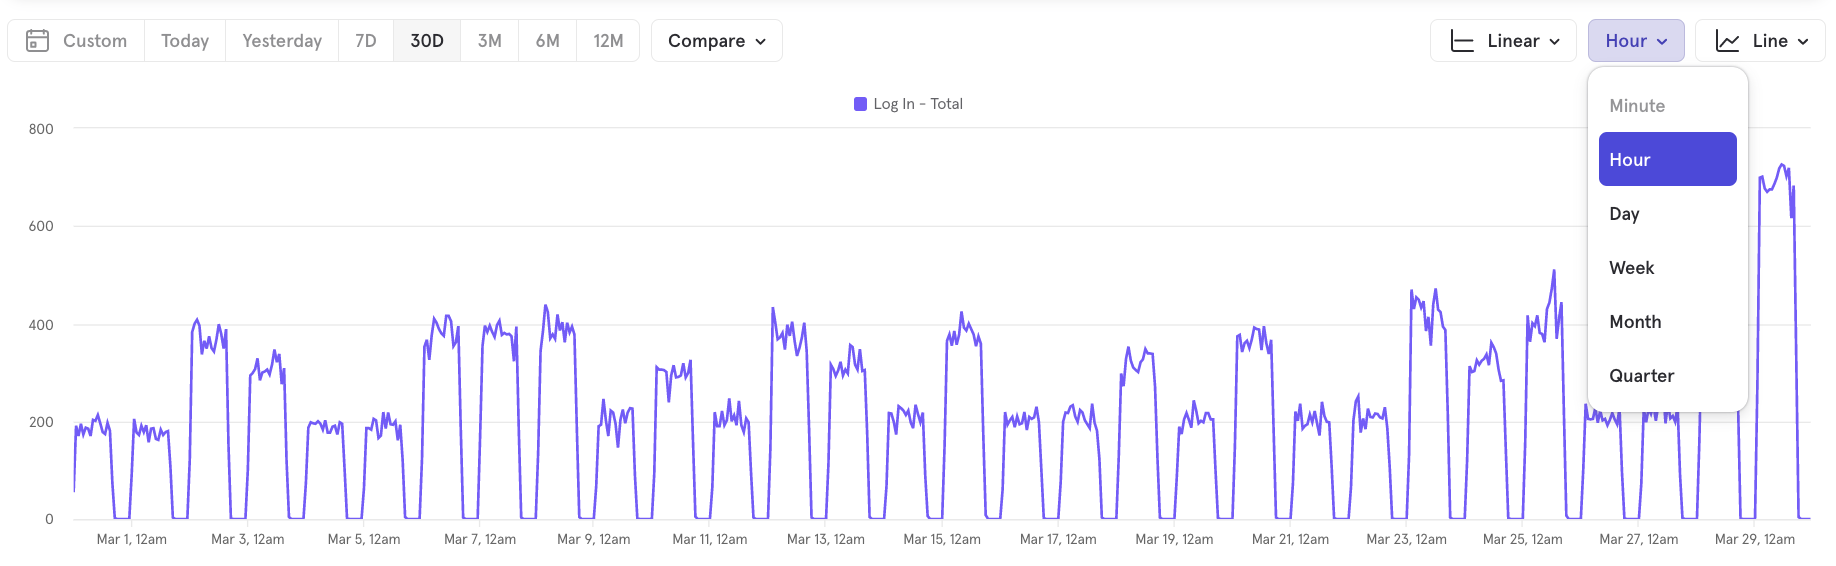 Custom Today Yesterday 7D 30D 3M 6M 12M Compare Linear Hour Line
Minute
Hour
Day
Week
Month
Quarter
Log In - Total
800
600
400
200
0
Mar 1, 12am Mar 3, 12am Mar 5, 12am Mar 7, 12am Mar 9, 12am Mar 11, 12am Mar 13, 12am Mar 15, 12am Mar 17, 12am Mar 19, 12am Mar 21, 12am Mar 23, 12am Mar 25, 12am Mar 27, 12am Mar 29, 12am